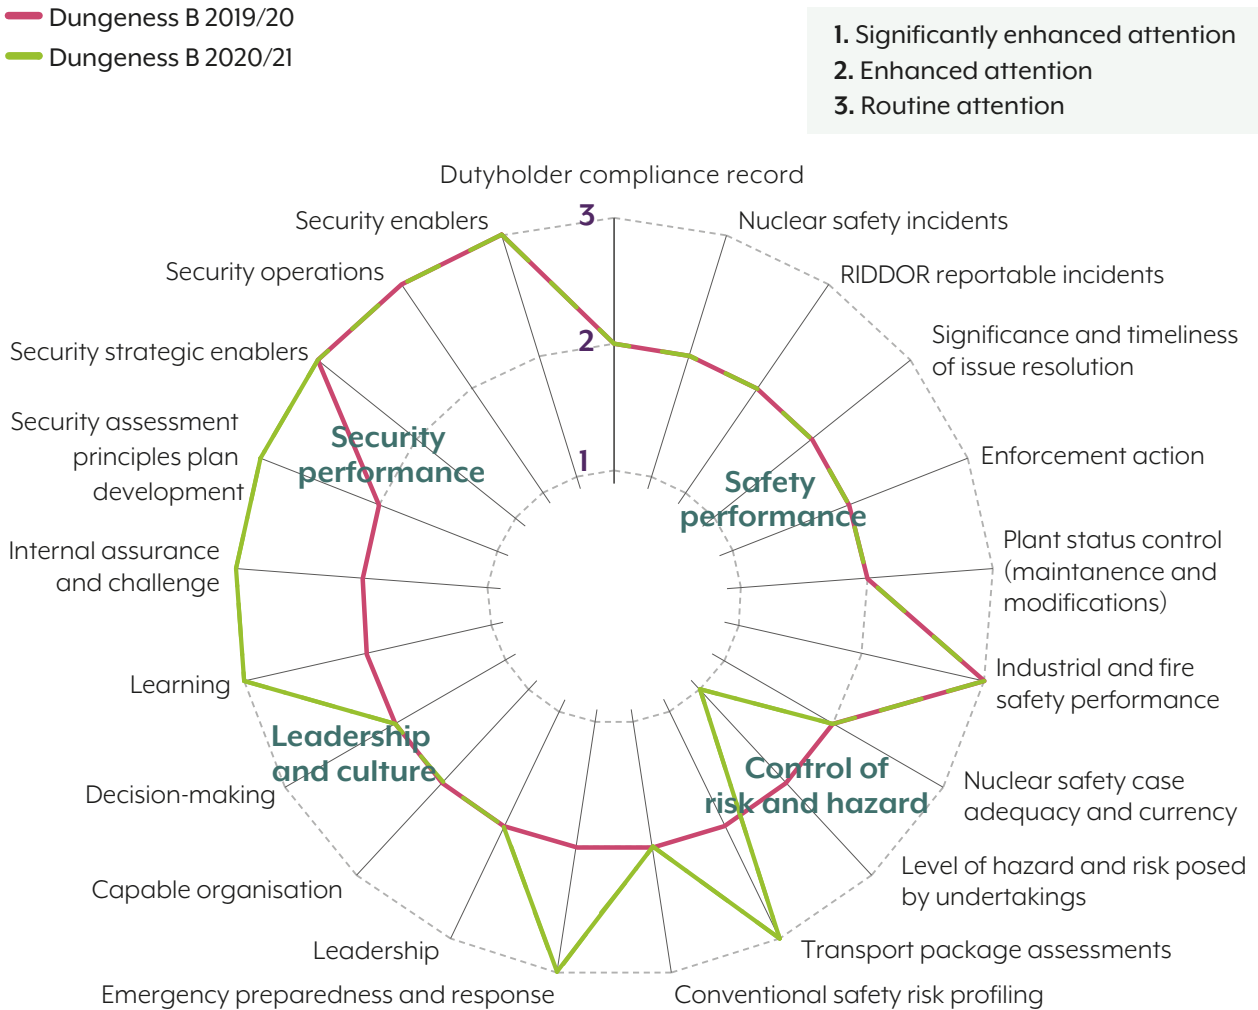 Dungeness B 2019/20
Dungeness B 2020/21
1. Significantly enhanced attention
2. Enhanced attention
3. Routine attention
Dutyholder compliance record
3
2
1
Nuclear safety incidents
RIDDOR reportable incidents
Significance and timeliness
of issue resolution
Enforcement action
Plant status control
(maintanence and
modifications)
Industrial and fire
safety performance
Nuclear safety case
adequacy and currency
Level of hazard and risk posed
by undertakings
Transport package assessments
Conventional safety risk profiling
Emergency preparedness and response
Leadership
Capable organisation
Decision-making
Learning
Internal assurance
and challenge
Security assessment
principles plan
development
Security strategic enablers
Security operations
Security enablers
Security
performance
Safety
performance
Leadership
and culture
Control of
risk and hazard